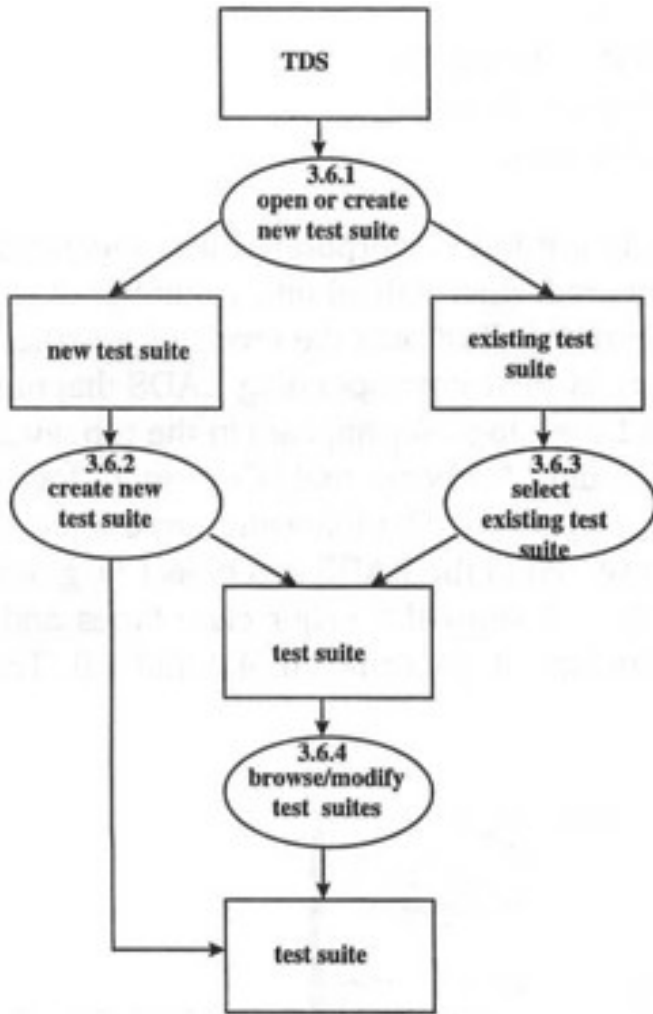 TDS
3.6.1
open or create
new test suite
new test suite
existing test
suite
3.6.2
create new
test suite
3.6.3
select
existing test
suite
test suite
3.6.4
browse/modify
test suites
test suite